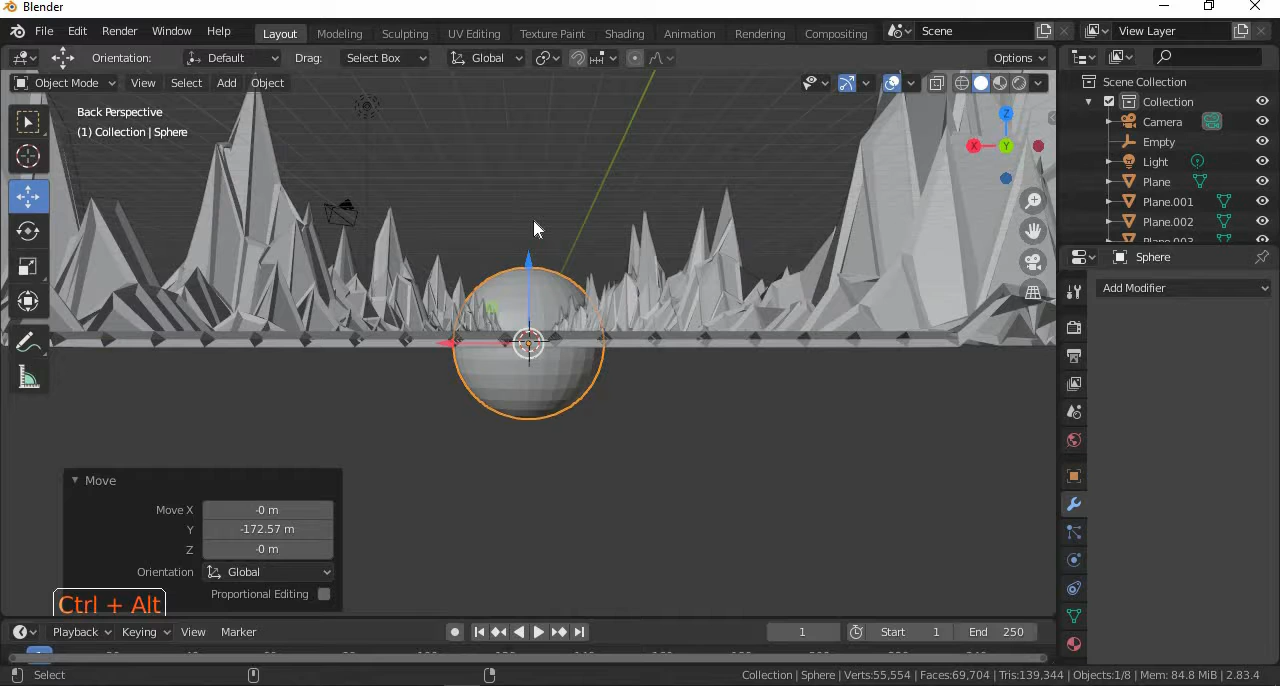 Blender
File Edit Render Window Help Layout Modeling Sculpting UV Editing Texture Paint Shading Animation Rendering Compositing Scene View Layer
Orientation: Default Drag: Select Box Global Options
Object Mode View Select Add Object
Back Perspective
(1) Collection | Sphere
Z
X
Y
Scene Collection
Collection
Camera
Empty
Light
Plane
Plane.001
Plane.002
Plane.003
Sphere
Add Modifier
Move
Move X -0 m
Y -172.57 m
Z -0 m
Orientation Global
Proportional Editing
Ctrl + Alt
Playback Keying View Marker 1 Start 1 End 250
Select Collection | Sphere | Verts:55,554 | Faces:69,704 | Tris:139,344 | Objects:1/8 | Mem: 84.8 MiB | 2.83.4